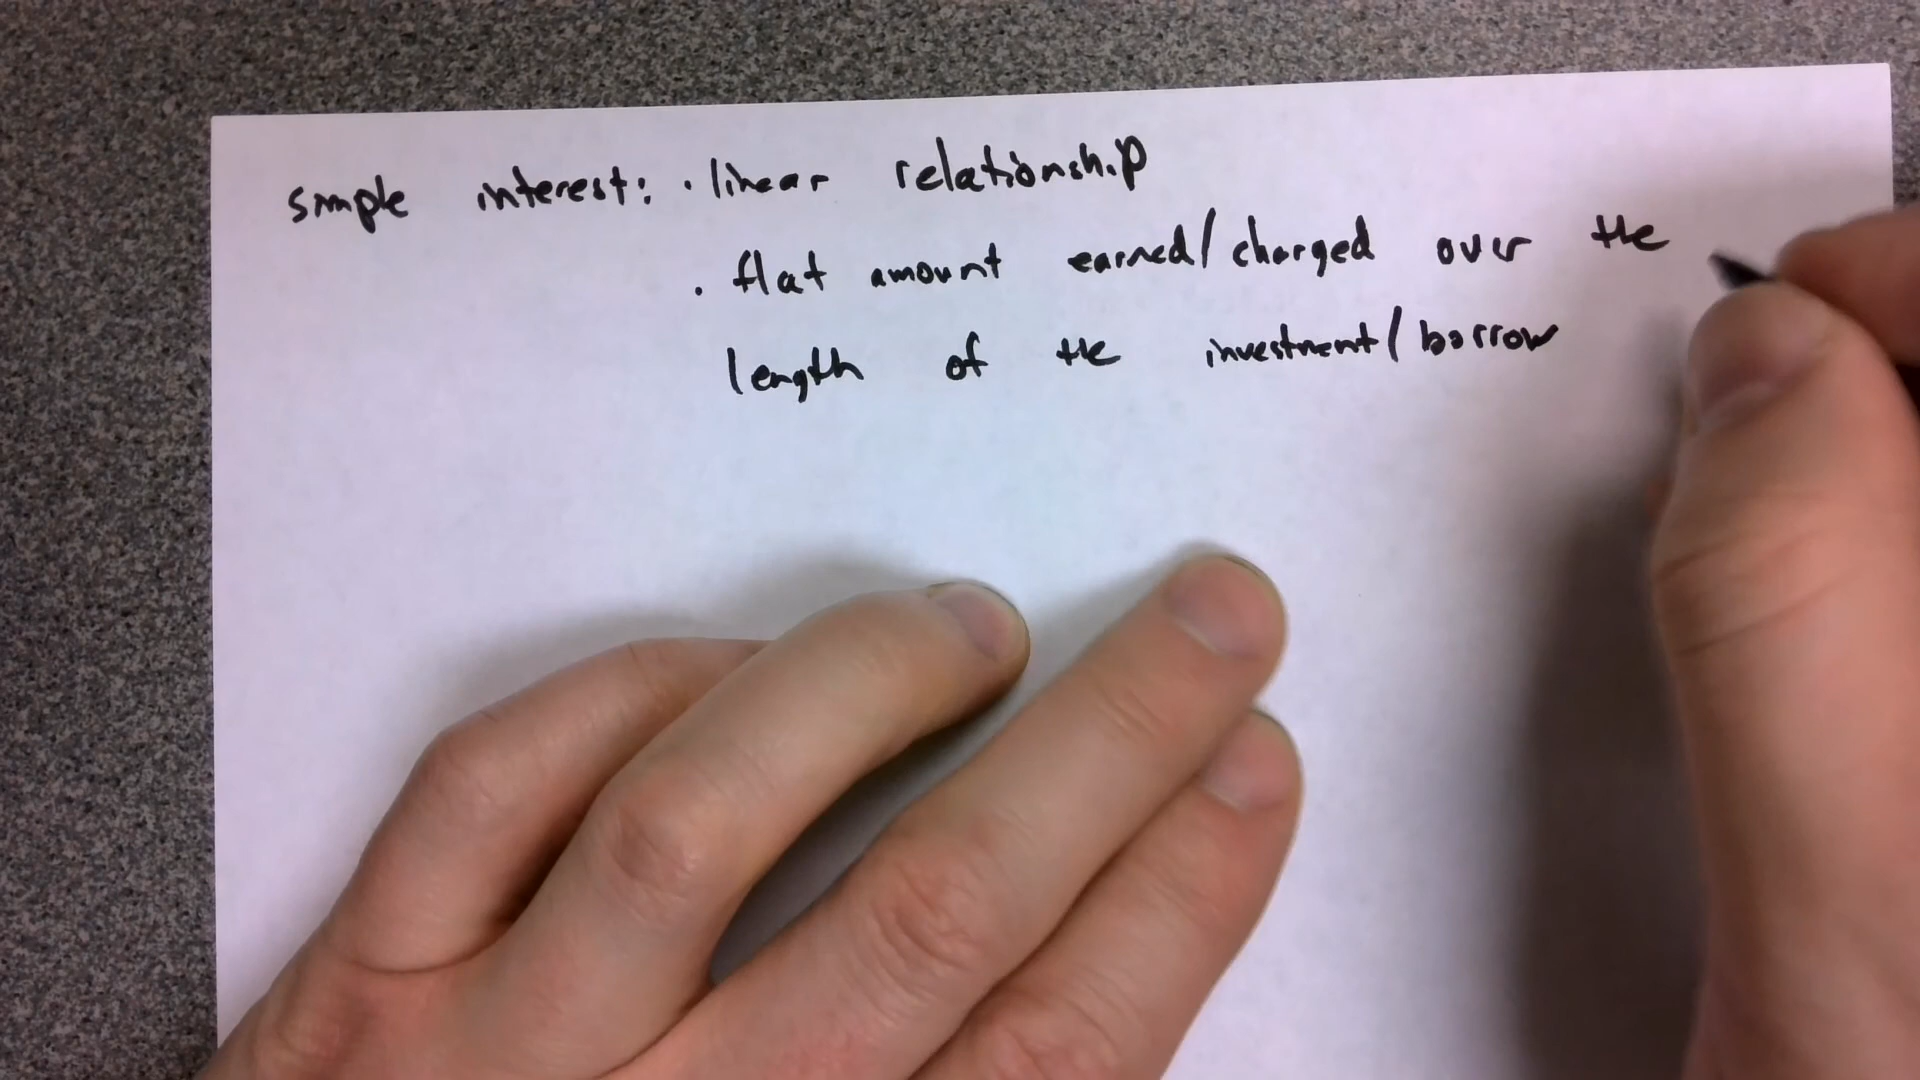 simple interest: · linear relationship
· flat amount earned/charged over the
length of the investment/borrow